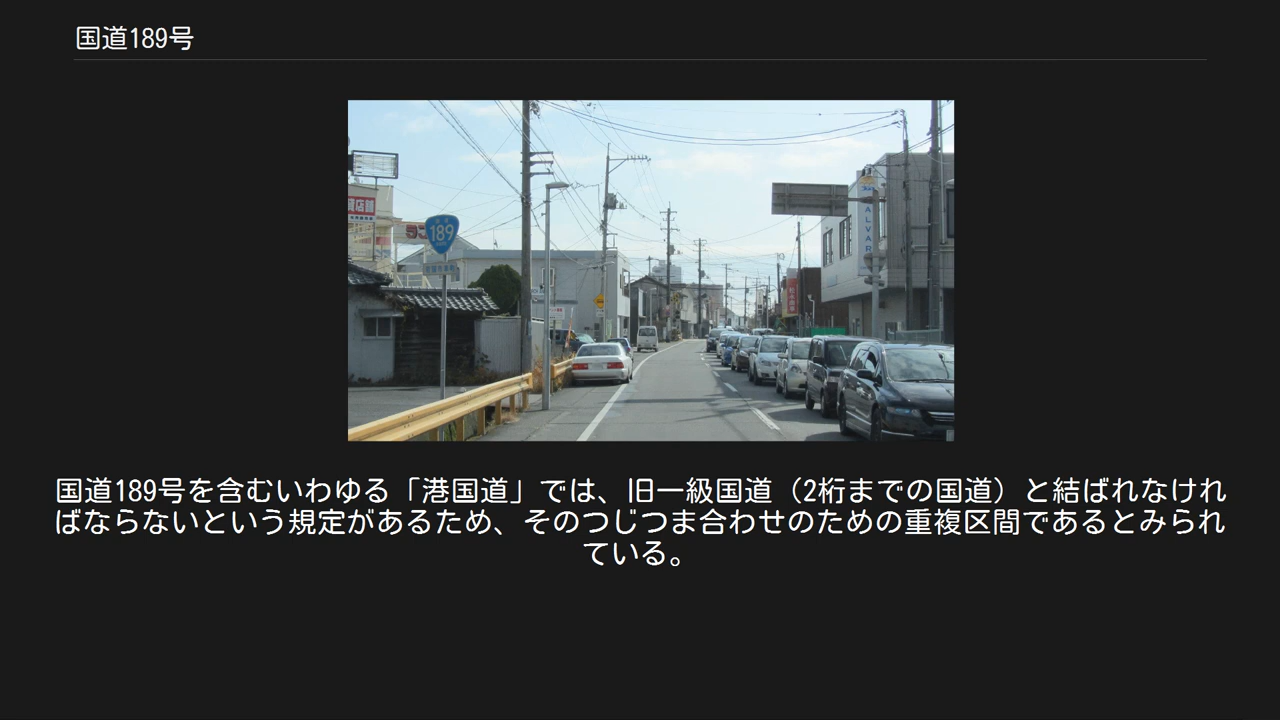 国道189号
189
ALVAR
国道189号を含むいわゆる「港国道」では、旧一級国道（2桁までの国道）と結ばれなけれ
ばならないという規定があるため、そのつじつま合わせのための重複区間であるとみられ
ている。